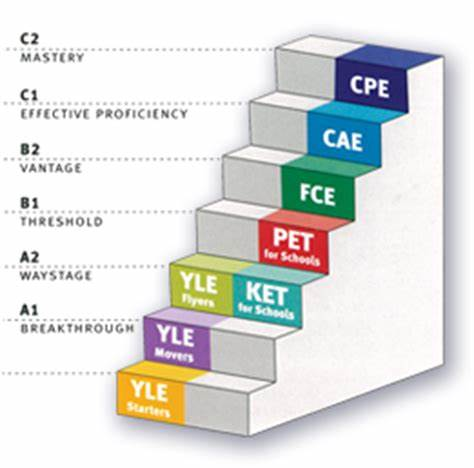 C2
MASTERY
CPE
C1
EFFECTIVE PROFICIENCY
CAE
B2
VANTAGE
FCE
B1
THRESHOLD
PET
for Schools
A2
WAYSTAGE
YLE
Flyers
KET
for Schools
A1
BREAKTHROUGH
YLE
Movers
YLE
Starters